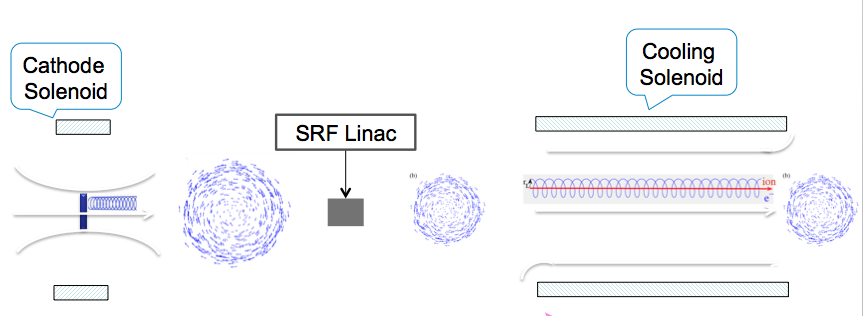 Cathode
Solenoid
SRF Linac
Cooling
Solenoid
(b)
ion
e-
(b)